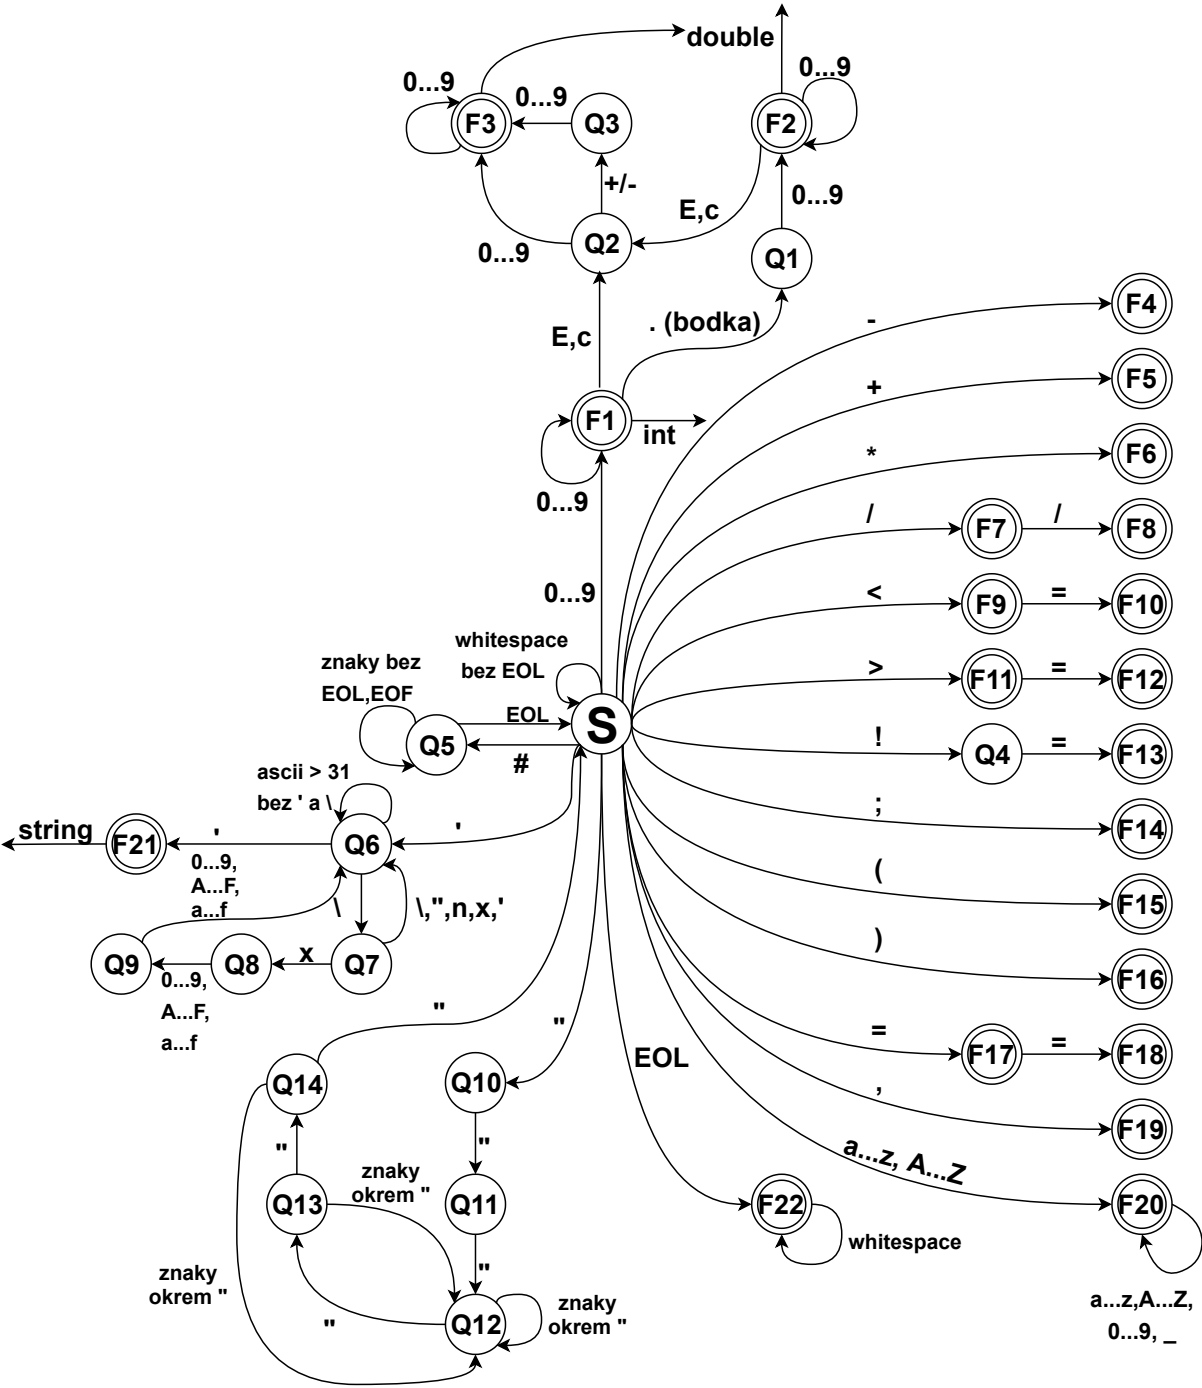 double
0...9
0...9
0...9
F3
Q3
F2
+/-
0...9
E,c
Q2
0...9
Q1
E,c
. (bodka)
F1
int
0...9
0...9
-
F4
+
F5
*
F6
/
F7
/
F8
<
F9
=
F10
>
F11
=
F12
!
Q4
=
F13
;
F14
(
F15
)
F16
=
F17
=
F18
,
F19
a...z, A...Z
F20
a...z,A...Z,
0...9, _
whitespace
bez EOL
S
znaky bez
EOL,EOF
EOL
Q5
#
ascii > 31
bez ' a \
'
string
F21
'
Q6
0...9,
A...F,
a...f
\
\,",n,x,'
Q9
Q8
x
Q7
0...9,
A...F,
a...f
"
"
EOL
Q14
Q10
"
"
znaky
okrem "
Q13
Q11
F22
whitespace
"
znaky
okrem "
"
Q12
znaky
okrem "